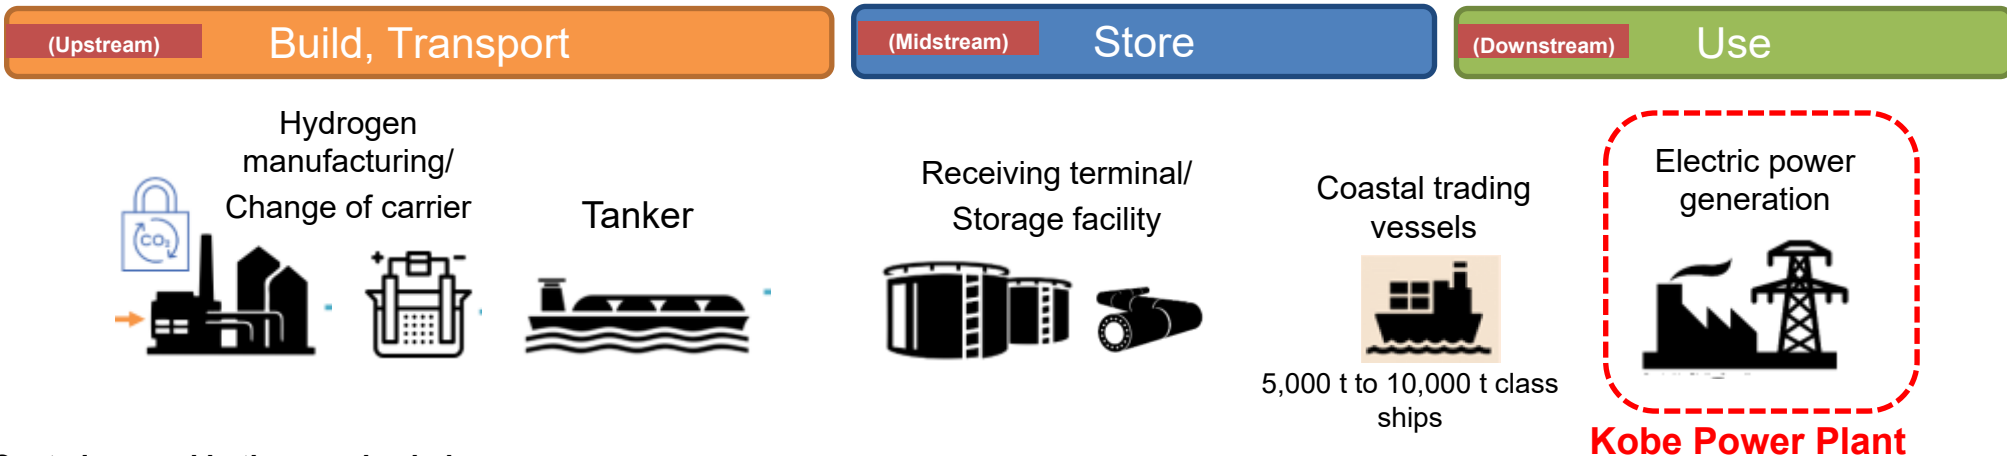 (Upstream) Build, Transport
(Midstream) Store
(Downstream) Use
Hydrogen
manufacturing/
Change of carrier
CO2
Tanker
Receiving terminal/
Storage facility
Coastal trading
vessels
5,000 t to 10,000 t class
ships
Electric power
generation
Kobe Power Plant